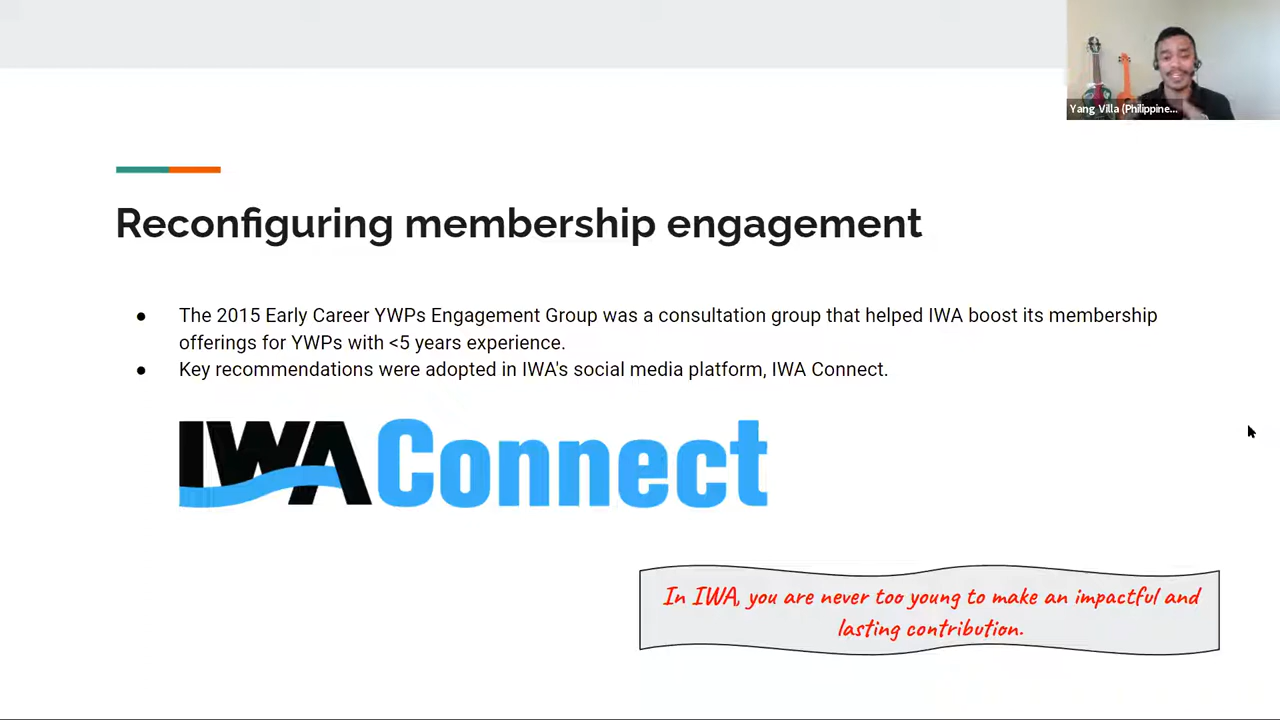 Yang Villa (Philippine...
Reconfiguring membership engagement
● The 2015 Early Career YWPs Engagement Group was a consultation group that helped IWA boost its membership
offerings for YWPs with <5 years experience.
● Key recommendations were adopted in IWA's social media platform, IWA Connect.
IWA Connect
In IWA, you are never too young to make an impactful and
lasting contribution.